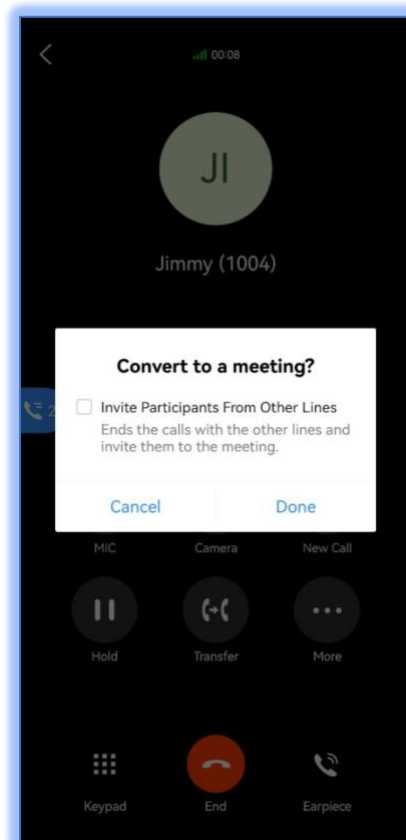 00:08
JI
Jimmy (1004)
Convert to a meeting?
2
Invite Participants From Other Lines
Ends the calls with the other lines and
invite them to the meeting.
Cancel Done
MIC Camera New Call
Hold Transfer More
Keypad End Earpiece